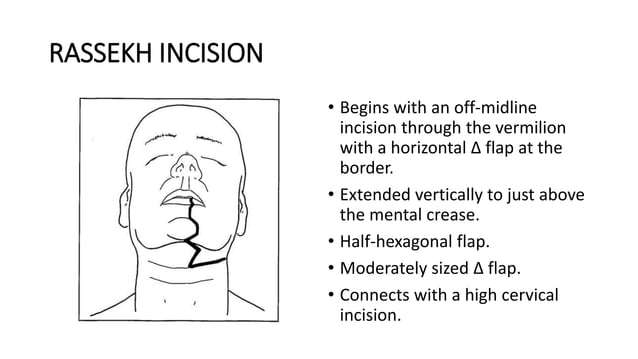 RASSEKH INCISION
• Begins with an off-midline
incision through the vermilion
with a horizontal Δ flap at the
border.
• Extended vertically to just above
the mental crease.
• Half-hexagonal flap.
• Moderately sized Δ flap.
• Connects with a high cervical
incision.